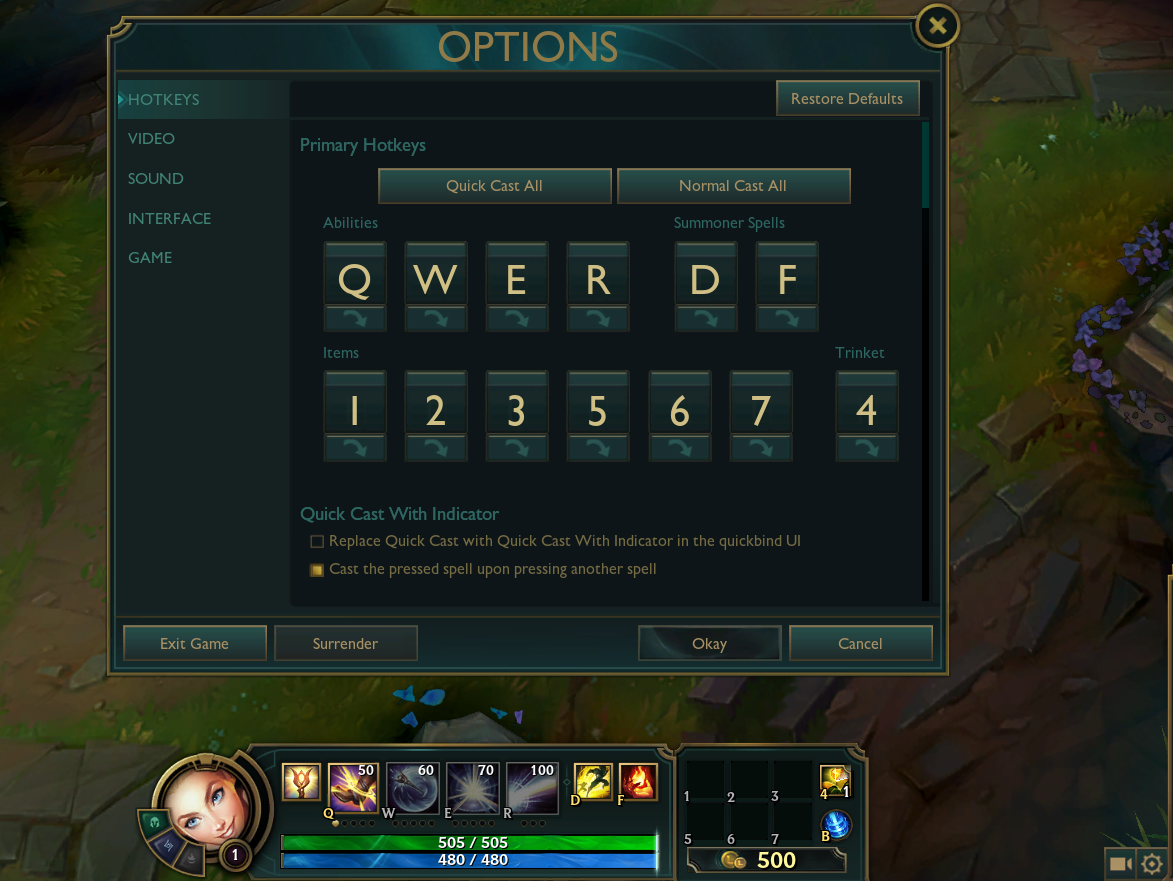 OPTIONS
HOTKEYS
VIDEO
SOUND
INTERFACE
GAME
Restore Defaults
Primary Hotkeys
Quick Cast All
Normal Cast All
Abilities
Summoner Spells
Q W E R D F
Items
Trinket
1 2 3 5 6 7 4
Quick Cast With Indicator
Replace Quick Cast with Quick Cast With Indicator in the quickbind UI
Cast the pressed spell upon pressing another spell
Exit Game
Surrender
Okay
Cancel
50 60 70 100
Q W E R D F
505 / 505
480 / 480
1
1 2 3 4 1
5 6 7 B
500